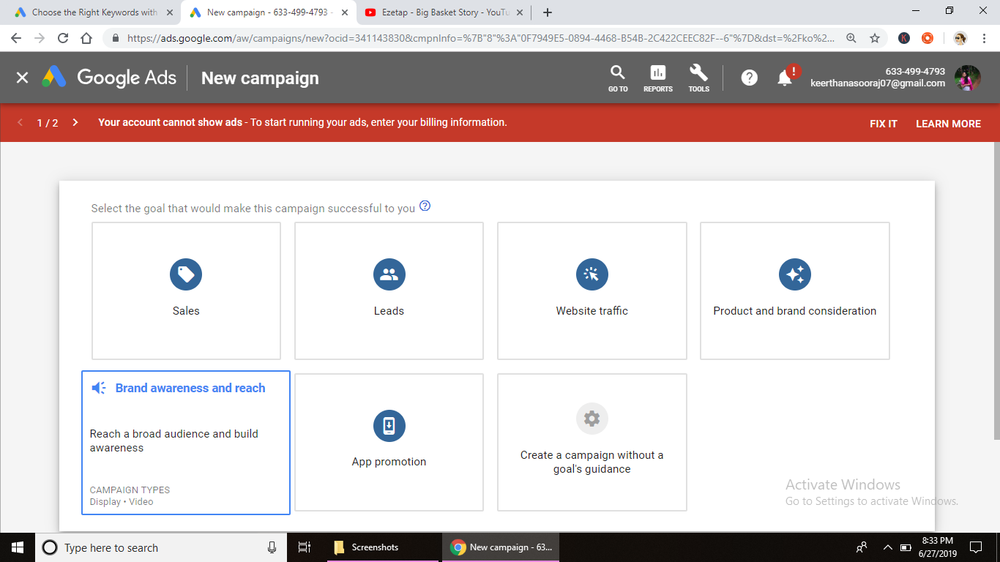 Choose the Right Keywords with
New campaign - 633-499-4793 -
Ezetap - Big Basket Story - YouTu
https://ads.google.com/aw/campaigns/new?ocid=341143830&cmpnInfo=%7B"8"%3A"0F7949E5-0894-4468-B54B-2C422CEEC82F--6"%7D&dst=%2Fko%2...
K
Google Ads
New campaign
GO TO
REPORTS
TOOLS
?
!
633-499-4793
keerthanasooraj07@gmail.com
1 / 2
Your account cannot show ads - To start running your ads, enter your billing information.
FIX IT
LEARN MORE
Select the goal that would make this campaign successful to you ?
Sales
Leads
Website traffic
Product and brand consideration
Brand awareness and reach
Reach a broad audience and build
awareness
CAMPAIGN TYPES
Display • Video
App promotion
Create a campaign without a
goal's guidance
Activate Windows
Go to Settings to activate Windows.
Type here to search
Screenshots
New campaign - 63...
8:33 PM
6/27/2019